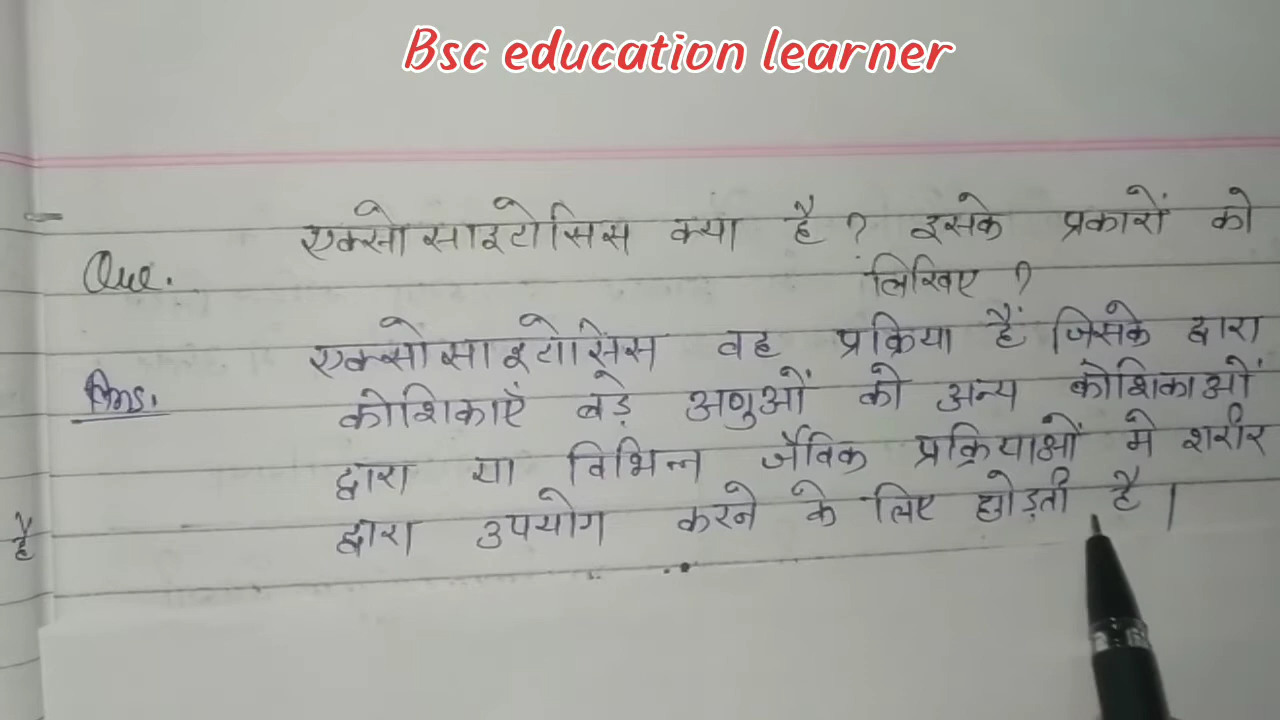 Bsc education learner
एक्सोसाइटोसिस क्या है ? इसके प्रकारों को
Que.
लिखिए ?
एक्सोसाइटोसिस वह प्रक्रिया हैं जिसके द्वारा
Ans.
कोशिकाएँ बड़े अणुओं को अन्य कोशिकाओं
द्वारा या विभिन्न जैविक प्रक्रियाओं मे शरीर
द्वारा उपयोग करने के लिए छोड़ती है |
है